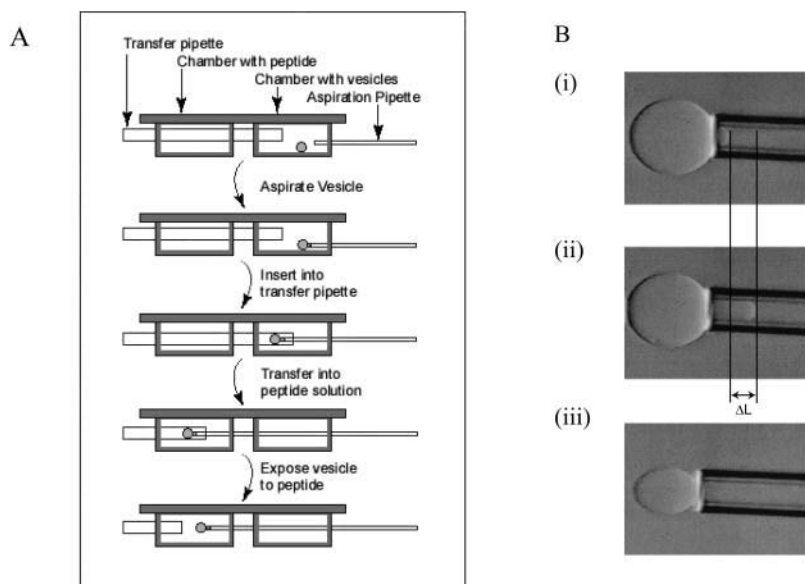 A
Transfer pipette
Chamber with peptide
Chamber with vesicles
Aspiration Pipette
Aspirate Vesicle
Insert into
transfer pipette
Transfer into
peptide solution
Expose vesicle
to peptide
B
(i)
(ii)
ΔL
(iii)